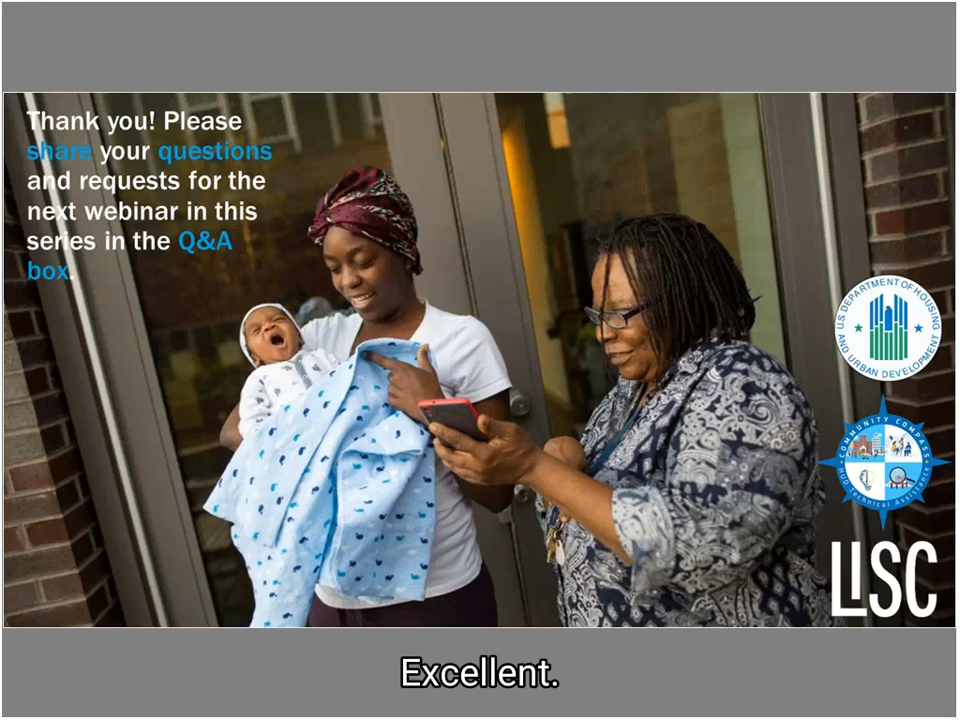 Thank you! Please
share your questions
and requests for the
next webinar in this
series in the Q&A
box.
U.S. DEPARTMENT OF HOUSING
AND URBAN DEVELOPMENT
COMMUNITY COMPASS
HUD Technical Assistance
LISC
Excellent.